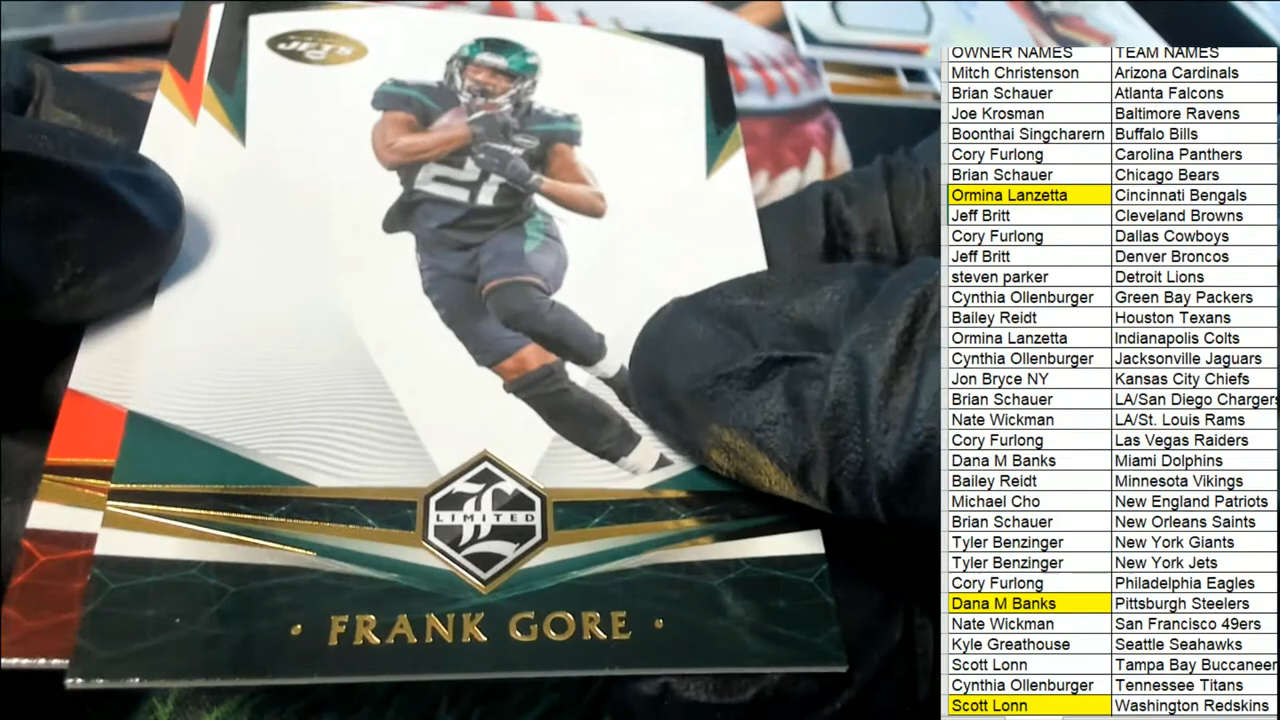 JETS
21
LIMITED
• FRANK GORE •
OWNER NAMES TEAM NAMES
Mitch Christenson Arizona Cardinals
Brian Schauer Atlanta Falcons
Joe Krosman Baltimore Ravens
Boonthai Singcharern Buffalo Bills
Cory Furlong Carolina Panthers
Brian Schauer Chicago Bears
Ormina Lanzetta Cincinnati Bengals
Jeff Britt Cleveland Browns
Cory Furlong Dallas Cowboys
Jeff Britt Denver Broncos
steven parker Detroit Lions
Cynthia Ollenburger Green Bay Packers
Bailey Reidt Houston Texans
Ormina Lanzetta Indianapolis Colts
Cynthia Ollenburger Jacksonville Jaguars
Jon Bryce NY Kansas City Chiefs
Brian Schauer LA/San Diego Chargers
Nate Wickman LA/St. Louis Rams
Cory Furlong Las Vegas Raiders
Dana M Banks Miami Dolphins
Bailey Reidt Minnesota Vikings
Michael Cho New England Patriots
Brian Schauer New Orleans Saints
Tyler Benzinger New York Giants
Tyler Benzinger New York Jets
Cory Furlong Philadelphia Eagles
Dana M Banks Pittsburgh Steelers
Nate Wickman San Francisco 49ers
Kyle Greathouse Seattle Seahawks
Scott Lonn Tampa Bay Buccaneer
Cynthia Ollenburger Tennessee Titans
Scott Lonn Washington Redskins